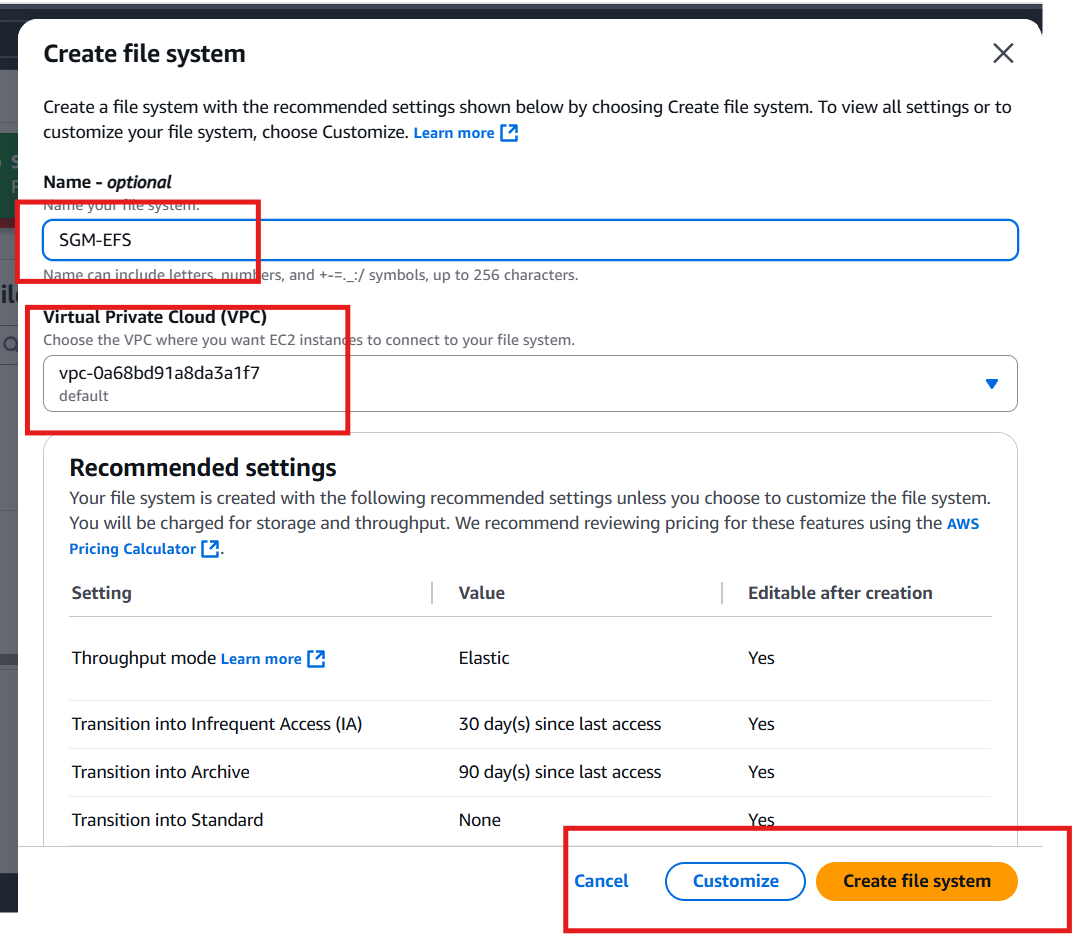 Create file system
Create a file system with the recommended settings shown below by choosing Create file system. To view all settings or to
customize your file system, choose Customize. Learn more
Name - optional
Name your file system.
SGM-EFS
Name can include letters, numbers, and +-=._:/ symbols, up to 256 characters.
Virtual Private Cloud (VPC)
Choose the VPC where you want EC2 instances to connect to your file system.
vpc-0a68bd91a8da3a1f7
default
Recommended settings
Your file system is created with the following recommended settings unless you choose to customize the file system.
You will be charged for storage and throughput. We recommend reviewing pricing for these features using the AWS
Pricing Calculator.
Setting Value Editable after creation
Throughput mode Learn more Elastic Yes
Transition into Infrequent Access (IA) 30 day(s) since last access Yes
Transition into Archive 90 day(s) since last access Yes
Transition into Standard None Yes
Cancel Customize Create file system